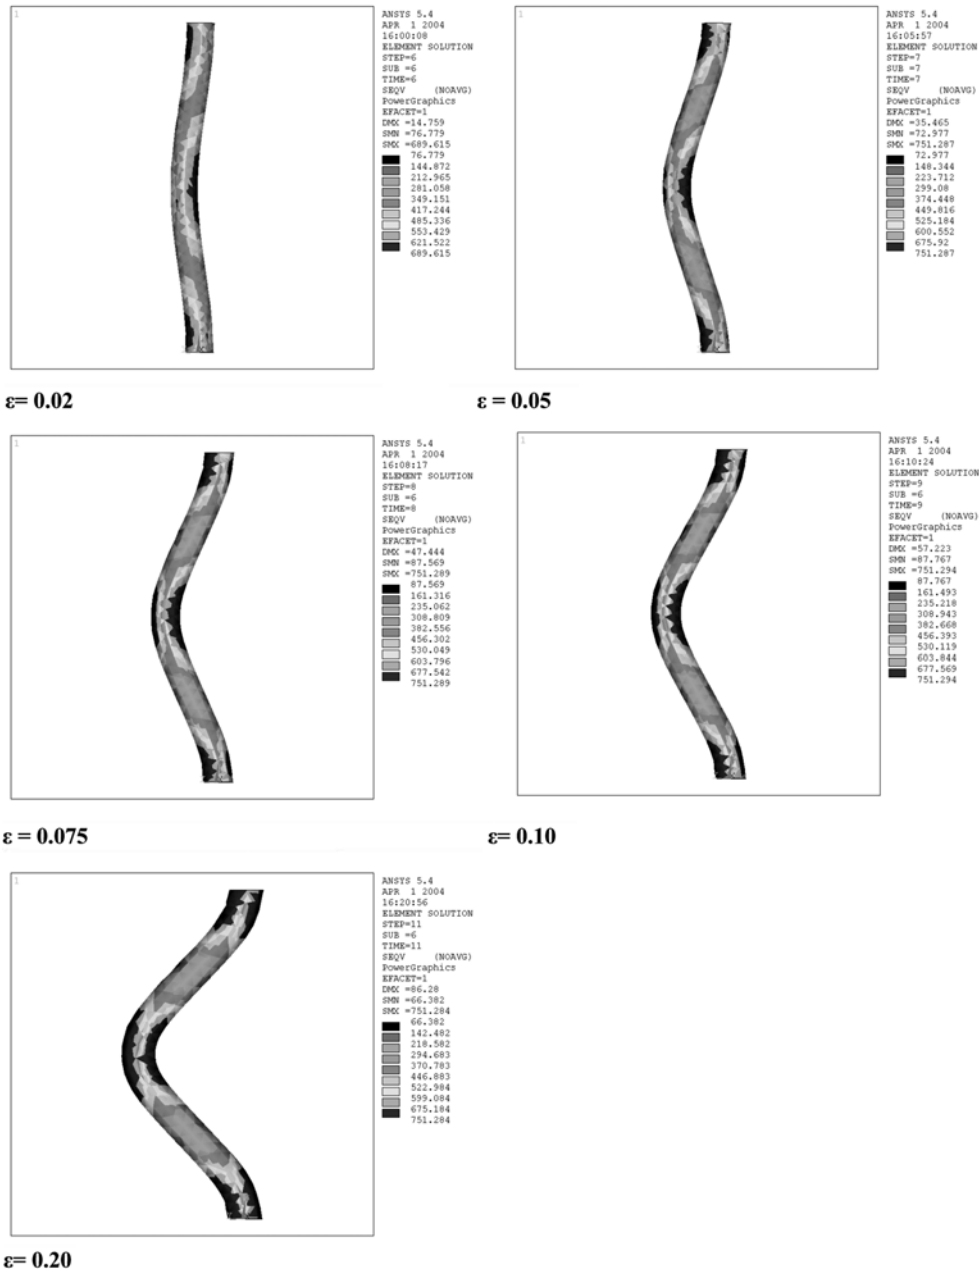 1
ANSYS 5.4
APR 1 2004
16:00:08
ELEMENT SOLUTION
STEP=6
SUB =6
TIME=6
SEQV (NOAVG)
PowerGraphics
EFACET=1
DMX =14.759
SMN =76.779
SMX =689.615
76.779
144.872
212.965
281.058
349.151
417.244
485.336
553.429
621.522
689.615
ε= 0.02
1
ANSYS 5.4
APR 1 2004
16:05:57
ELEMENT SOLUTION
STEP=7
SUB =7
TIME=7
SEQV (NOAVG)
PowerGraphics
EFACET=1
DMX =35.465
SMN =72.977
SMX =751.287
72.977
148.344
223.712
299.08
374.448
449.816
525.184
600.552
675.92
751.287
ε = 0.05
1
ANSYS 5.4
APR 1 2004
16:08:17
ELEMENT SOLUTION
STEP=8
SUB =6
TIME=8
SEQV (NOAVG)
PowerGraphics
EFACET=1
DMX =47.444
SMN =87.569
SMX =751.289
87.569
161.316
235.062
308.809
382.556
456.302
530.049
603.796
677.542
751.289
ε = 0.075
1
ANSYS 5.4
APR 1 2004
16:10:24
ELEMENT SOLUTION
STEP=9
SUB =6
TIME=9
SEQV (NOAVG)
PowerGraphics
EFACET=1
DMX =57.223
SMN =87.767
SMX =751.294
87.767
161.493
235.218
308.943
382.668
456.393
530.119
603.844
677.569
751.294
ε= 0.10
1
ANSYS 5.4
APR 1 2004
16:20:56
ELEMENT SOLUTION
STEP=11
SUB =6
TIME=11
SEQV (NOAVG)
PowerGraphics
EFACET=1
DMX =86.28
SMN =66.382
SMX =751.284
66.382
142.482
218.582
294.683
370.783
446.883
522.984
599.084
675.184
751.284
ε= 0.20